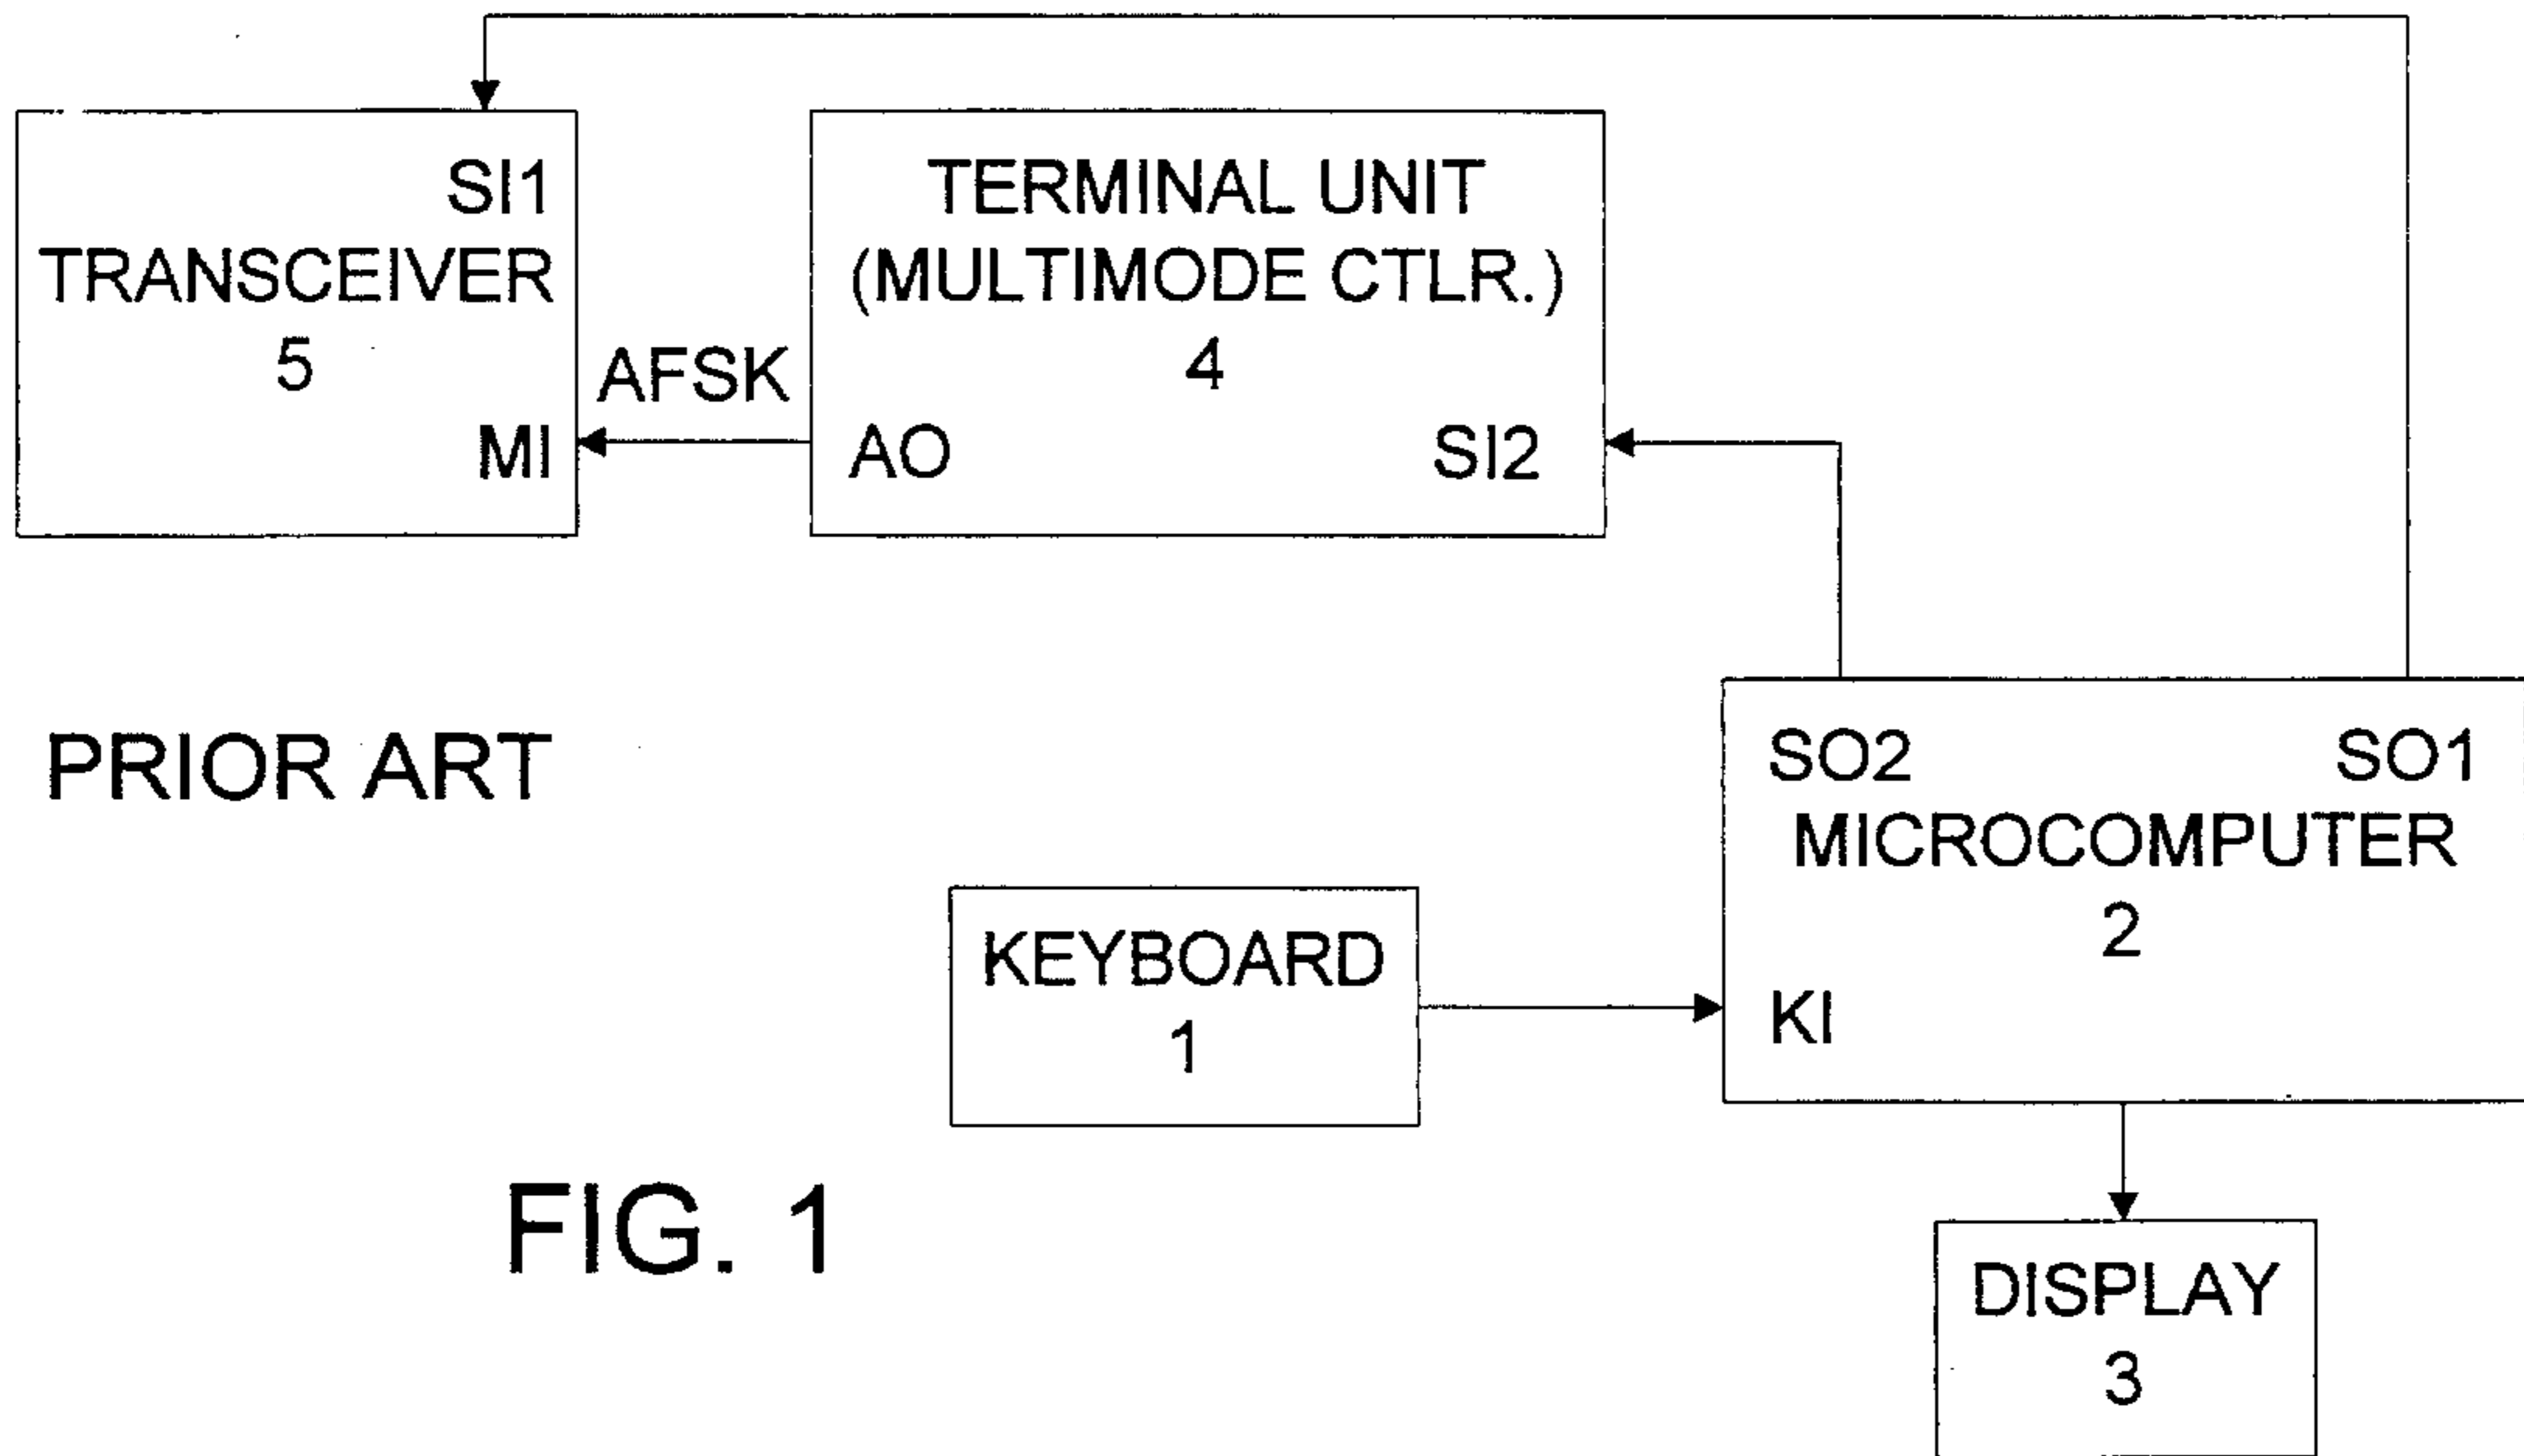 SI1
TRANSCEIVER
5
MI
AFSK
TERMINAL UNIT
(MULTIMODE CTLR.)
4
AO
SI2
PRIOR ART
SO2
SO1
MICROCOMPUTER
2
KI
KEYBOARD
1
DISPLAY
3
FIG. 1